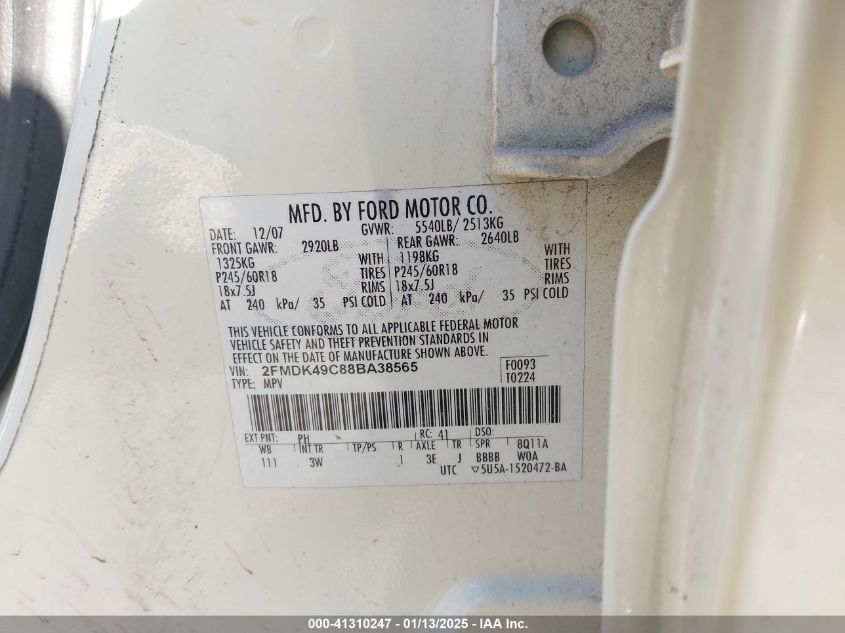 MFD. BY FORD MOTOR CO.
DATE: 12/07 GVWR: 5540LB/ 2513KG
FRONT GAWR: 2920LB REAR GAWR: 2640LB
1325KG WITH 1198KG WITH
P245/60R18 TIRES P245/60R18 TIRES
18x7.5J RIMS 18x7.5J RIMS
AT 240 kPa/ 35 PSI COLD AT 240 kPa/ 35 PSI COLD
THIS VEHICLE CONFORMS TO ALL APPLICABLE FEDERAL MOTOR
VEHICLE SAFETY AND THEFT PREVENTION STANDARDS IN
EFFECT ON THE DATE OF MANUFACTURE SHOWN ABOVE.
VIN: 2FMDK49C88BA38565 F0093
TYPE: MPV T0224
EXT PNT: PH RC: 41 DSO:
WB INT TR TP/PS R AXLE TR SPR 8Q11A
111 3W 1 3E J BBBB W0A
UTC ▽5U5A-1520472-BA
000-41310247 - 01/13/2025 - IAA, Inc.